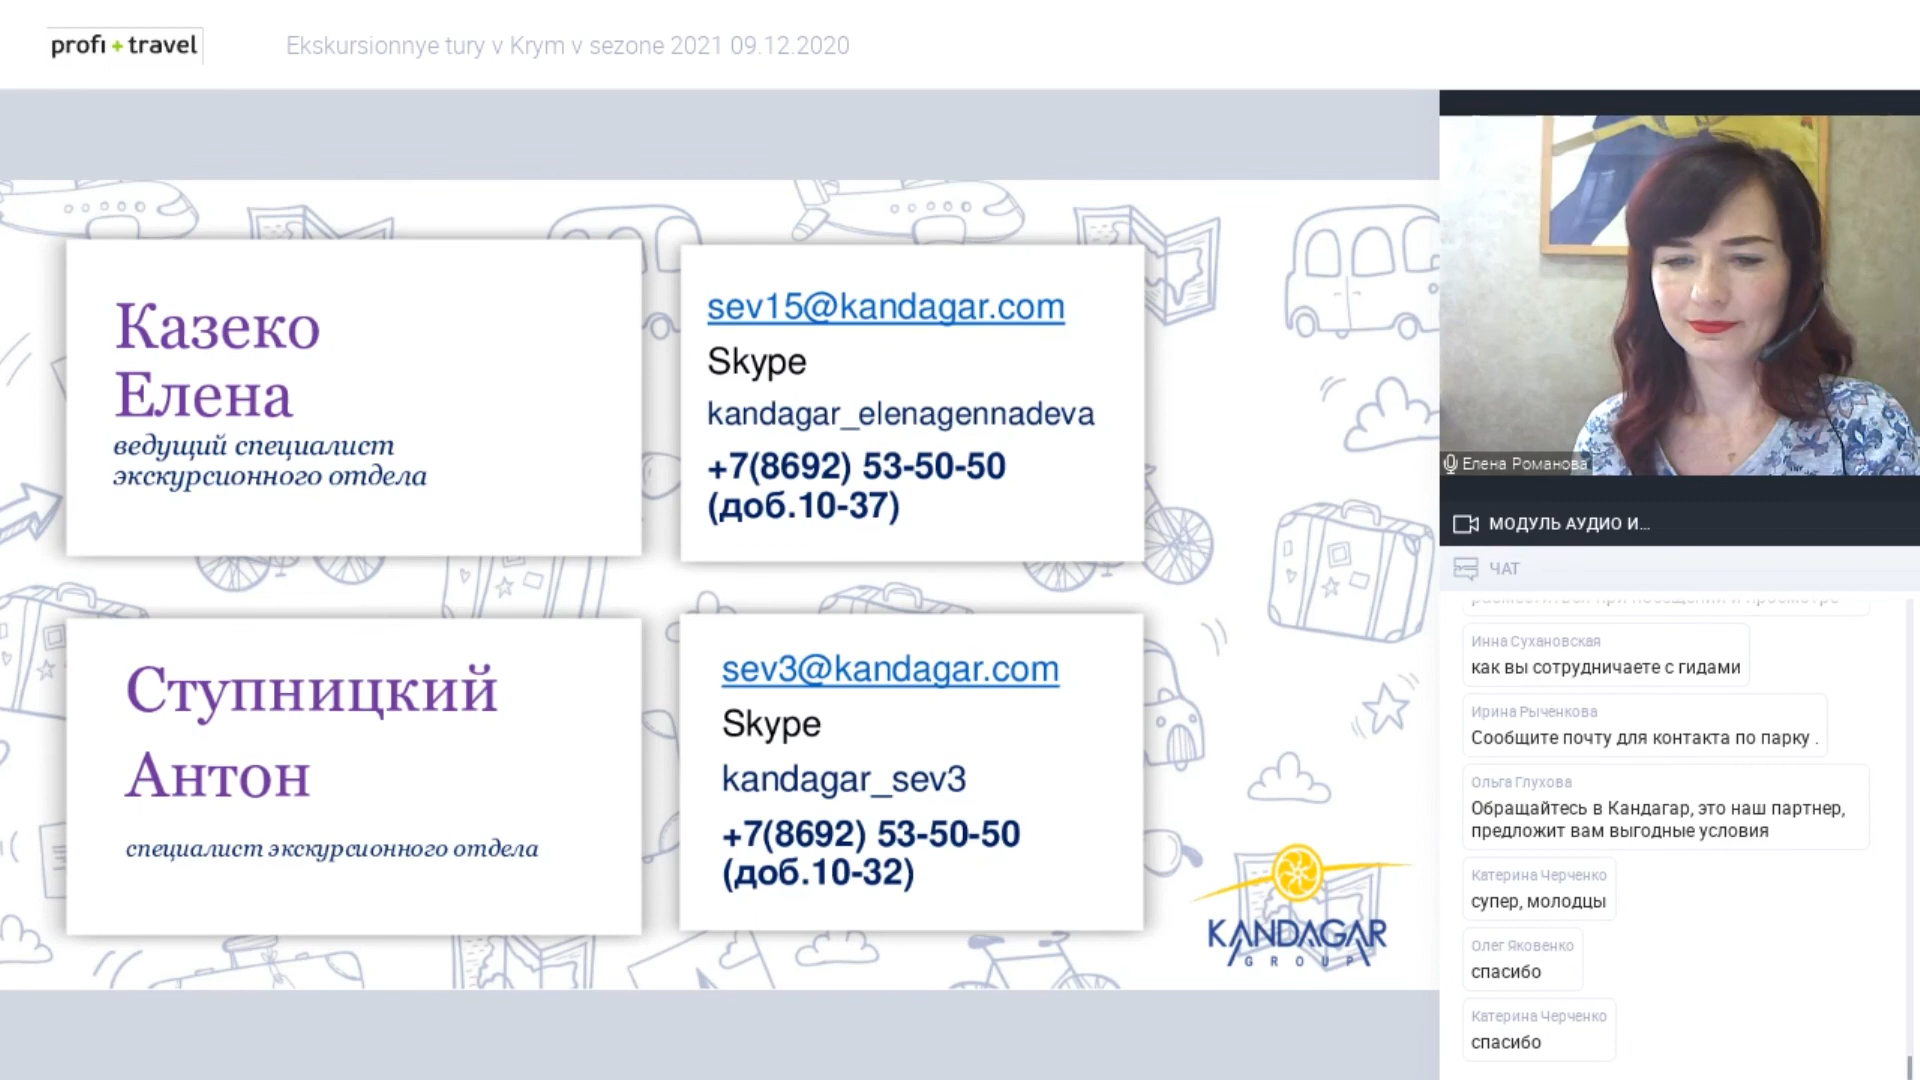 profi + travel
Ekskursionnye tury v Krym v sezone 2021 09.12.2020
Казеко
Елена
ведущий специалист
экскурсионного отдела
sev15@kandagar.com
Skype
kandagar_elenagennadeva
+7(8692) 53-50-50
(доб.10-37)
Ступницкий
Антон
специалист экскурсионного отдела
sev3@kandagar.com
Skype
kandagar_sev3
+7(8692) 53-50-50
(доб.10-32)
KANDAGAR
GROUP
Елена Романова
МОДУЛЬ АУДИО И...
ЧАТ
Инна Сухановская
как вы сотрудничаете с гидами
Ирина Рыченкова
Сообщите почту для контакта по парку .
Ольга Глухова
Обращайтесь в Кандагар, это наш партнер,
предложит вам выгодные условия
Катерина Черченко
супер, молодцы
Олег Яковенко
спасибо
Катерина Черченко
спасибо